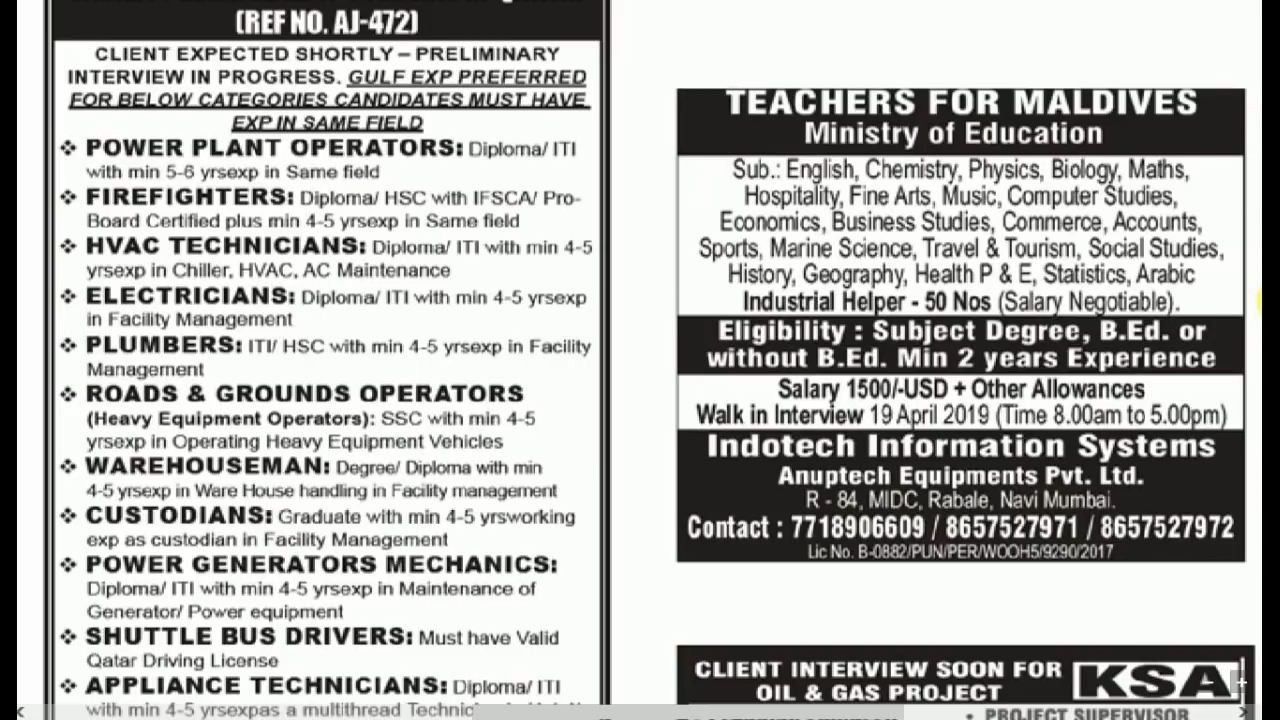 (REF NO. AJ-472)
CLIENT EXPECTED SHORTLY – PRELIMINARY
INTERVIEW IN PROGRESS. GULF EXP PREFERRED
FOR BELOW CATEGORIES CANDIDATES MUST HAVE
EXP IN SAME FIELD
❖ POWER PLANT OPERATORS: Diploma/ ITI
with min 5-6 yrsexp in Same field
❖ FIREFIGHTERS: Diploma/ HSC with IFSCA/ Pro-
Board Certified plus min 4-5 yrsexp in Same field
❖ HVAC TECHNICIANS: Diploma/ ITI with min 4-5
yrsexp in Chiller, HVAC, AC Maintenance
❖ ELECTRICIANS: Diploma/ ITI with min 4-5 yrsexp
in Facility Management
❖ PLUMBERS: ITI/ HSC with min 4-5 yrsexp in Facility
Management
❖ ROADS & GROUNDS OPERATORS
(Heavy Equipment Operators): SSC with min 4-5
yrsexp in Operating Heavy Equipment Vehicles
❖ WAREHOUSEMAN: Degree/ Diploma with min
4-5 yrsexp in Ware House handling in Facility management
❖ CUSTODIANS: Graduate with min 4-5 yrsworking
exp as custodian in Facility Management
❖ POWER GENERATORS MECHANICS:
Diploma/ ITI with min 4-5 yrsexp in Maintenance of
Generator/ Power equipment
❖ SHUTTLE BUS DRIVERS: Must have Valid
Qatar Driving License
❖ APPLIANCE TECHNICIANS: Diploma/ ITI
with min 4-5 yrsexpas a multithread
TEACHERS FOR MALDIVES
Ministry of Education
Sub.: English, Chemistry, Physics, Biology, Maths,
Hospitality, Fine Arts, Music, Computer Studies,
Economics, Business Studies, Commerce, Accounts,
Sports, Marine Science, Travel & Tourism, Social Studies,
History, Geography, Health P & E, Statistics, Arabic
Industrial Helper - 50 Nos (Salary Negotiable).
Eligibility : Subject Degree, B.Ed. or
without B.Ed. Min 2 years Experience
Salary 1500/-USD + Other Allowances
Walk in Interview 19 April 2019 (Time 8.00am to 5.00pm)
Indotech Information Systems
Anuptech Equipments Pvt. Ltd.
R - 84, MIDC, Rabale, Navi Mumbai.
Contact : 7718906609 / 8657527971 / 8657527972
Lic No. B-0882/PUN/PER/WOOH5/9290/2017
CLIENT INTERVIEW SOON FOR
OIL & GAS PROJECT
KSA
• PROJECT SUPERVISOR